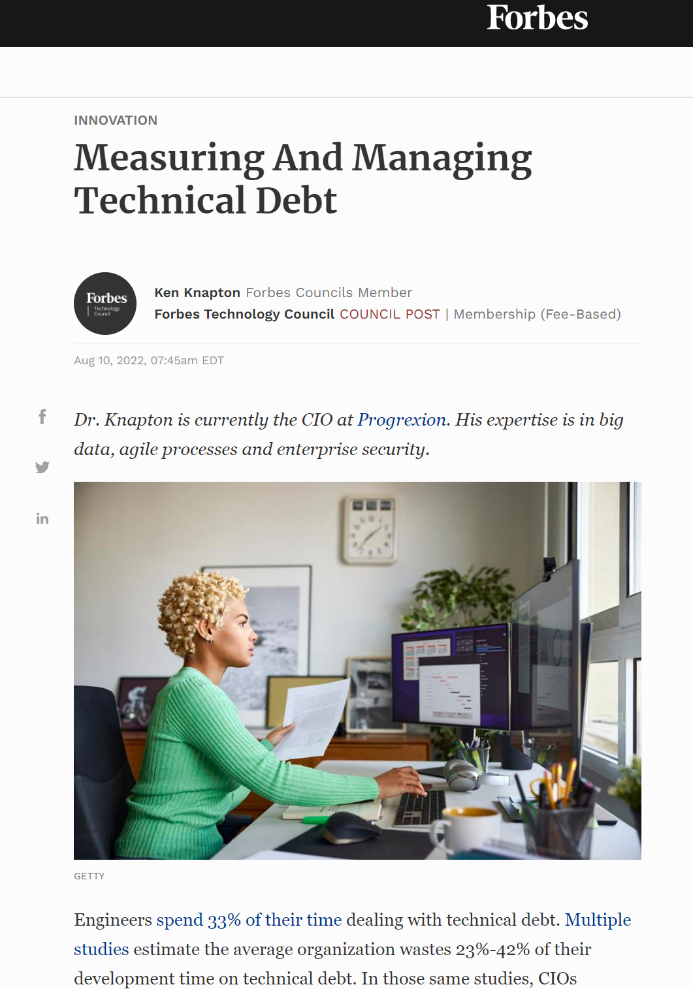 Forbes
INNOVATION
Measuring And Managing
Technical Debt
Forbes
Technology
Council
Ken Knapton Forbes Councils Member
Forbes Technology Council COUNCIL POST | Membership (Fee-Based)
Aug 10, 2022, 07:45am EDT
Dr. Knapton is currently the CIO at Progrexion. His expertise is in big
data, agile processes and enterprise security.
GETTY
Engineers spend 33% of their time dealing with technical debt. Multiple
studies estimate the average organization wastes 23%-42% of their
development time on technical debt. In those same studies, CIOs